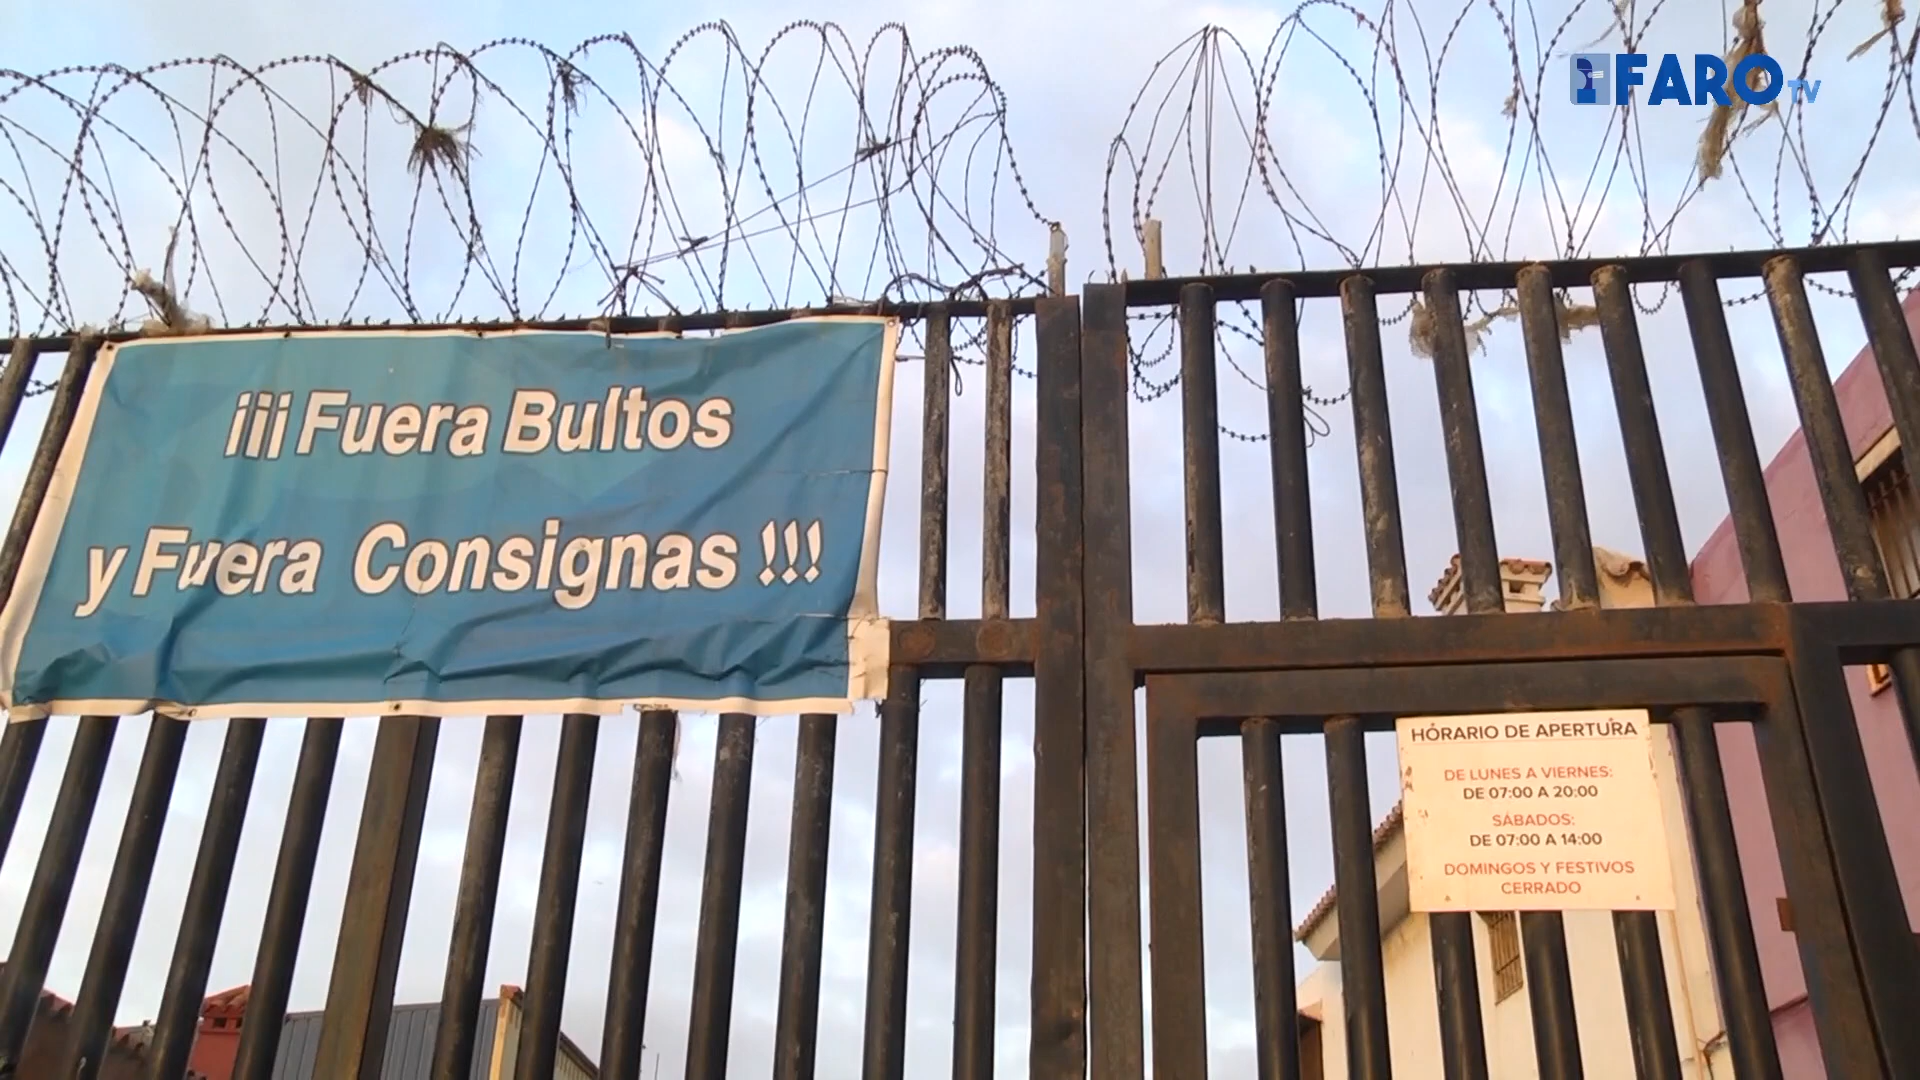 FARO TV
¡¡¡Fuera Bultos
y Fuera Consignas !!!
HORARIO DE APERTURA
DE LUNES A VIERNES:
DE 07:00 A 20:00
SÁBADOS:
DE 07:00 A 14:00
DOMINGOS Y FESTIVOS
CERRADO